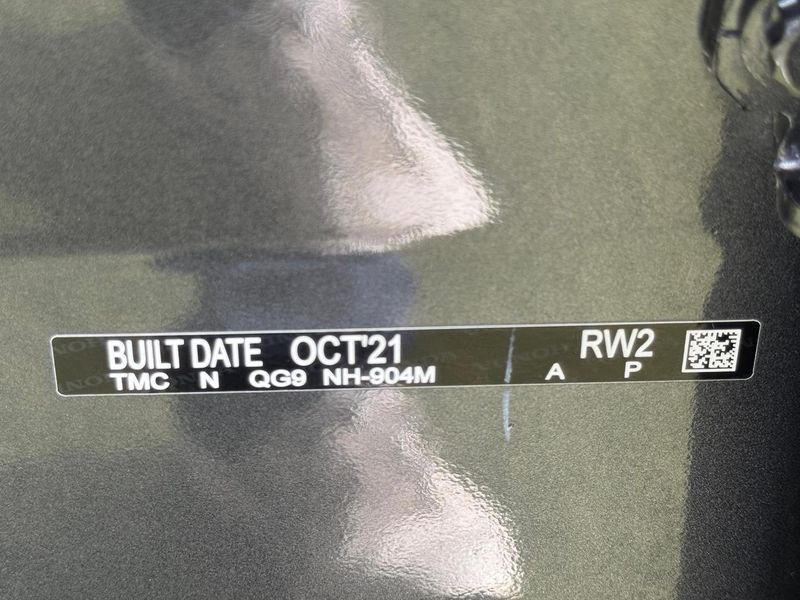 BUILT DATE OCT'21 RW2
TMC N QG9 NH-904M A P